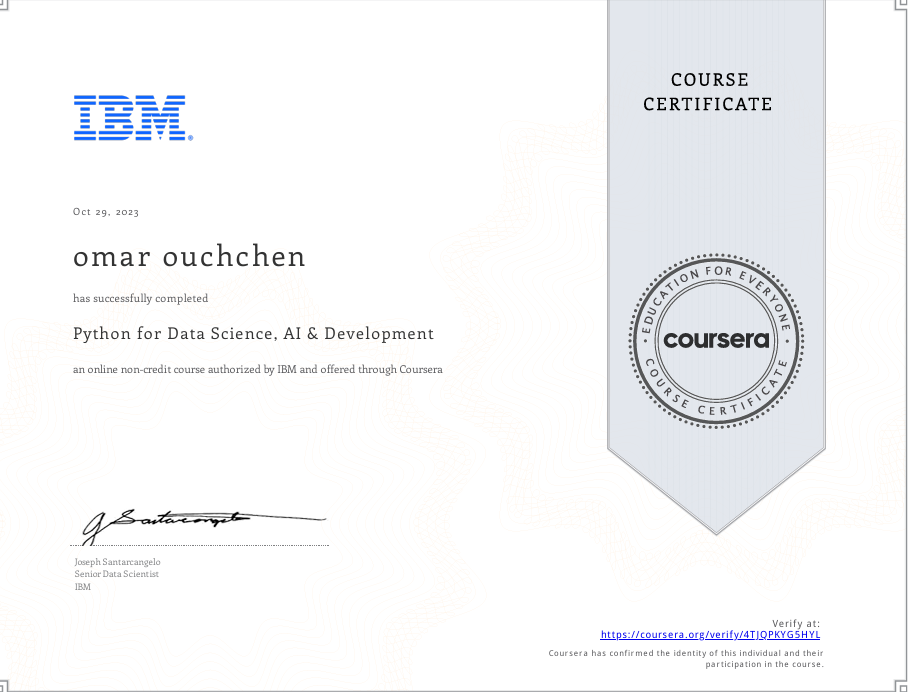 COURSE
CERTIFICATE
IBM®
Oct 29, 2023
omar ouchchen
has successfully completed
Python for Data Science, AI & Development
an online non-credit course authorized by IBM and offered through Coursera
EDUCATION FOR EVERYONE
coursera
COURSE CERTIFICATE
J Santarcangelo
Joseph Santarcangelo
Senior Data Scientist
IBM
Verify at:
https://coursera.org/verify/4TJQPKYG5HYL
Coursera has confirmed the identity of this individual and their
participation in the course.